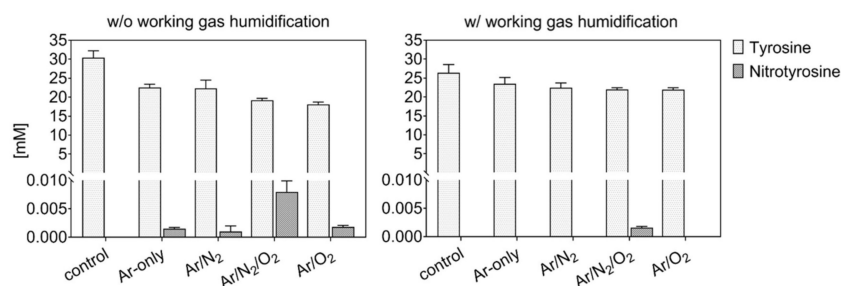 w/o working gas humidification
w/ working gas humidification
Tyrosine
Nitrotyrosine
[mM]
35
30
25
20
15
10
5
0.010
0.005
0.000
control
Ar-only
Ar/N₂
Ar/N₂/O₂
Ar/O₂
35
30
25
20
15
10
5
0.010
0.005
0.000
control
Ar-only
Ar/N₂
Ar/N₂/O₂
Ar/O₂